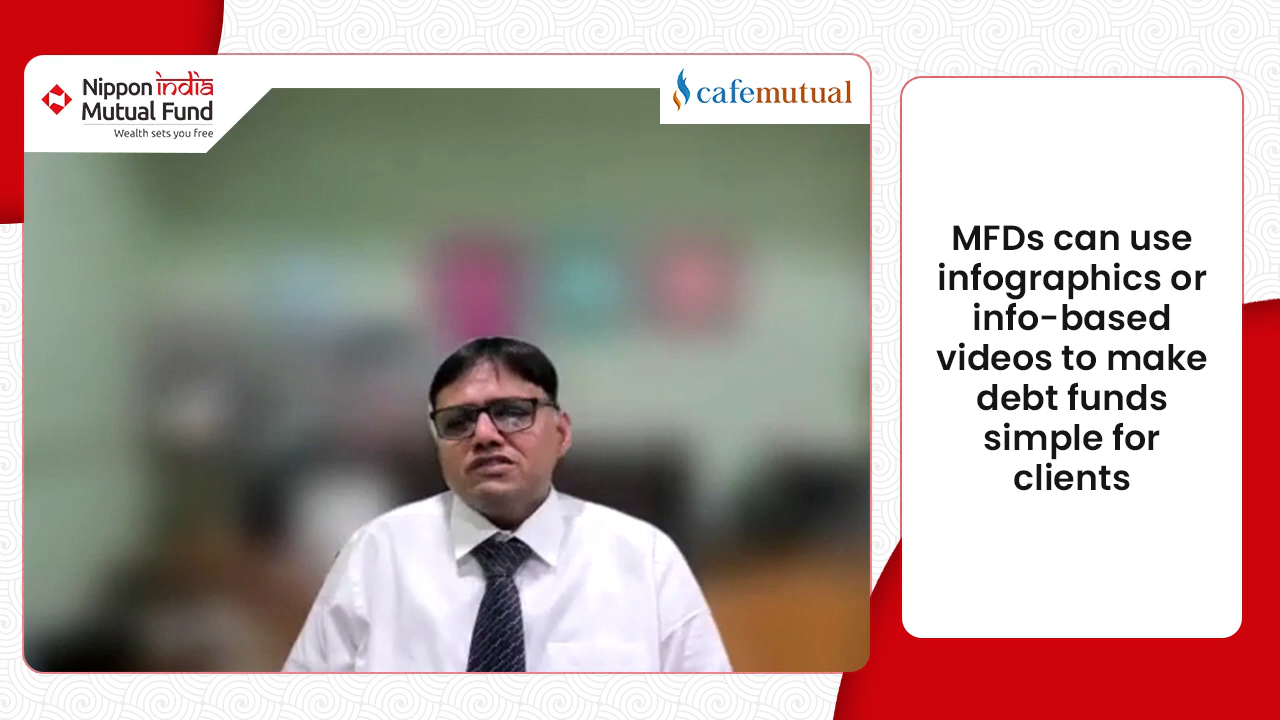 Nippon india
Mutual Fund
Wealth sets you free
cafemutual
MFDs can use
infographics or
info-based
videos to make
debt funds
simple for
clients